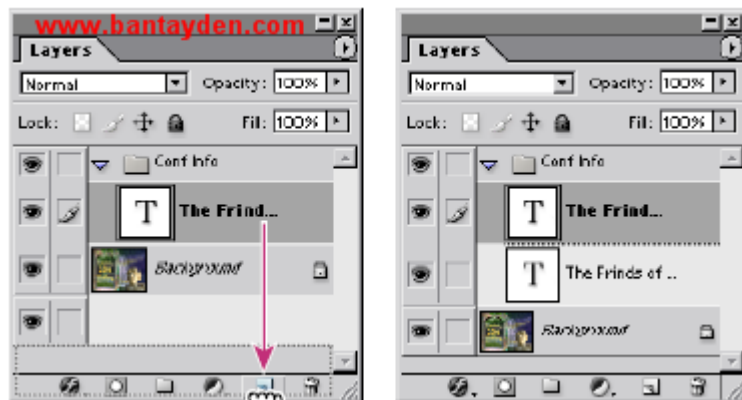 www.bantayden.com
Layers
Normal Opacity: 100%
Lock: Fill: 100%
Conf Info
T The Frind...
Background
Layers
Normal Opacity: 100%
Lock: Fill: 100%
Conf Info
T The Frind...
T The Frinds of ..
Background